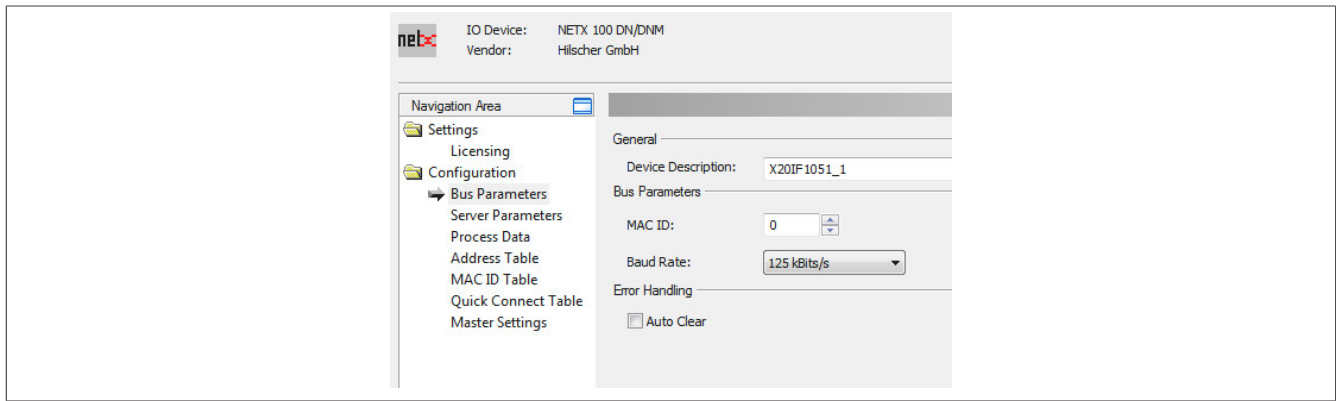 netx
IO Device: NETX 100 DN/DNM
Vendor: Hilscher GmbH
Navigation Area
Settings
Licensing
Configuration
Bus Parameters
Server Parameters
Process Data
Address Table
MAC ID Table
Quick Connect Table
Master Settings
General
Device Description: X20IF1051_1
Bus Parameters
MAC ID: 0
Baud Rate: 125 kBits/s
Error Handling
Auto Clear